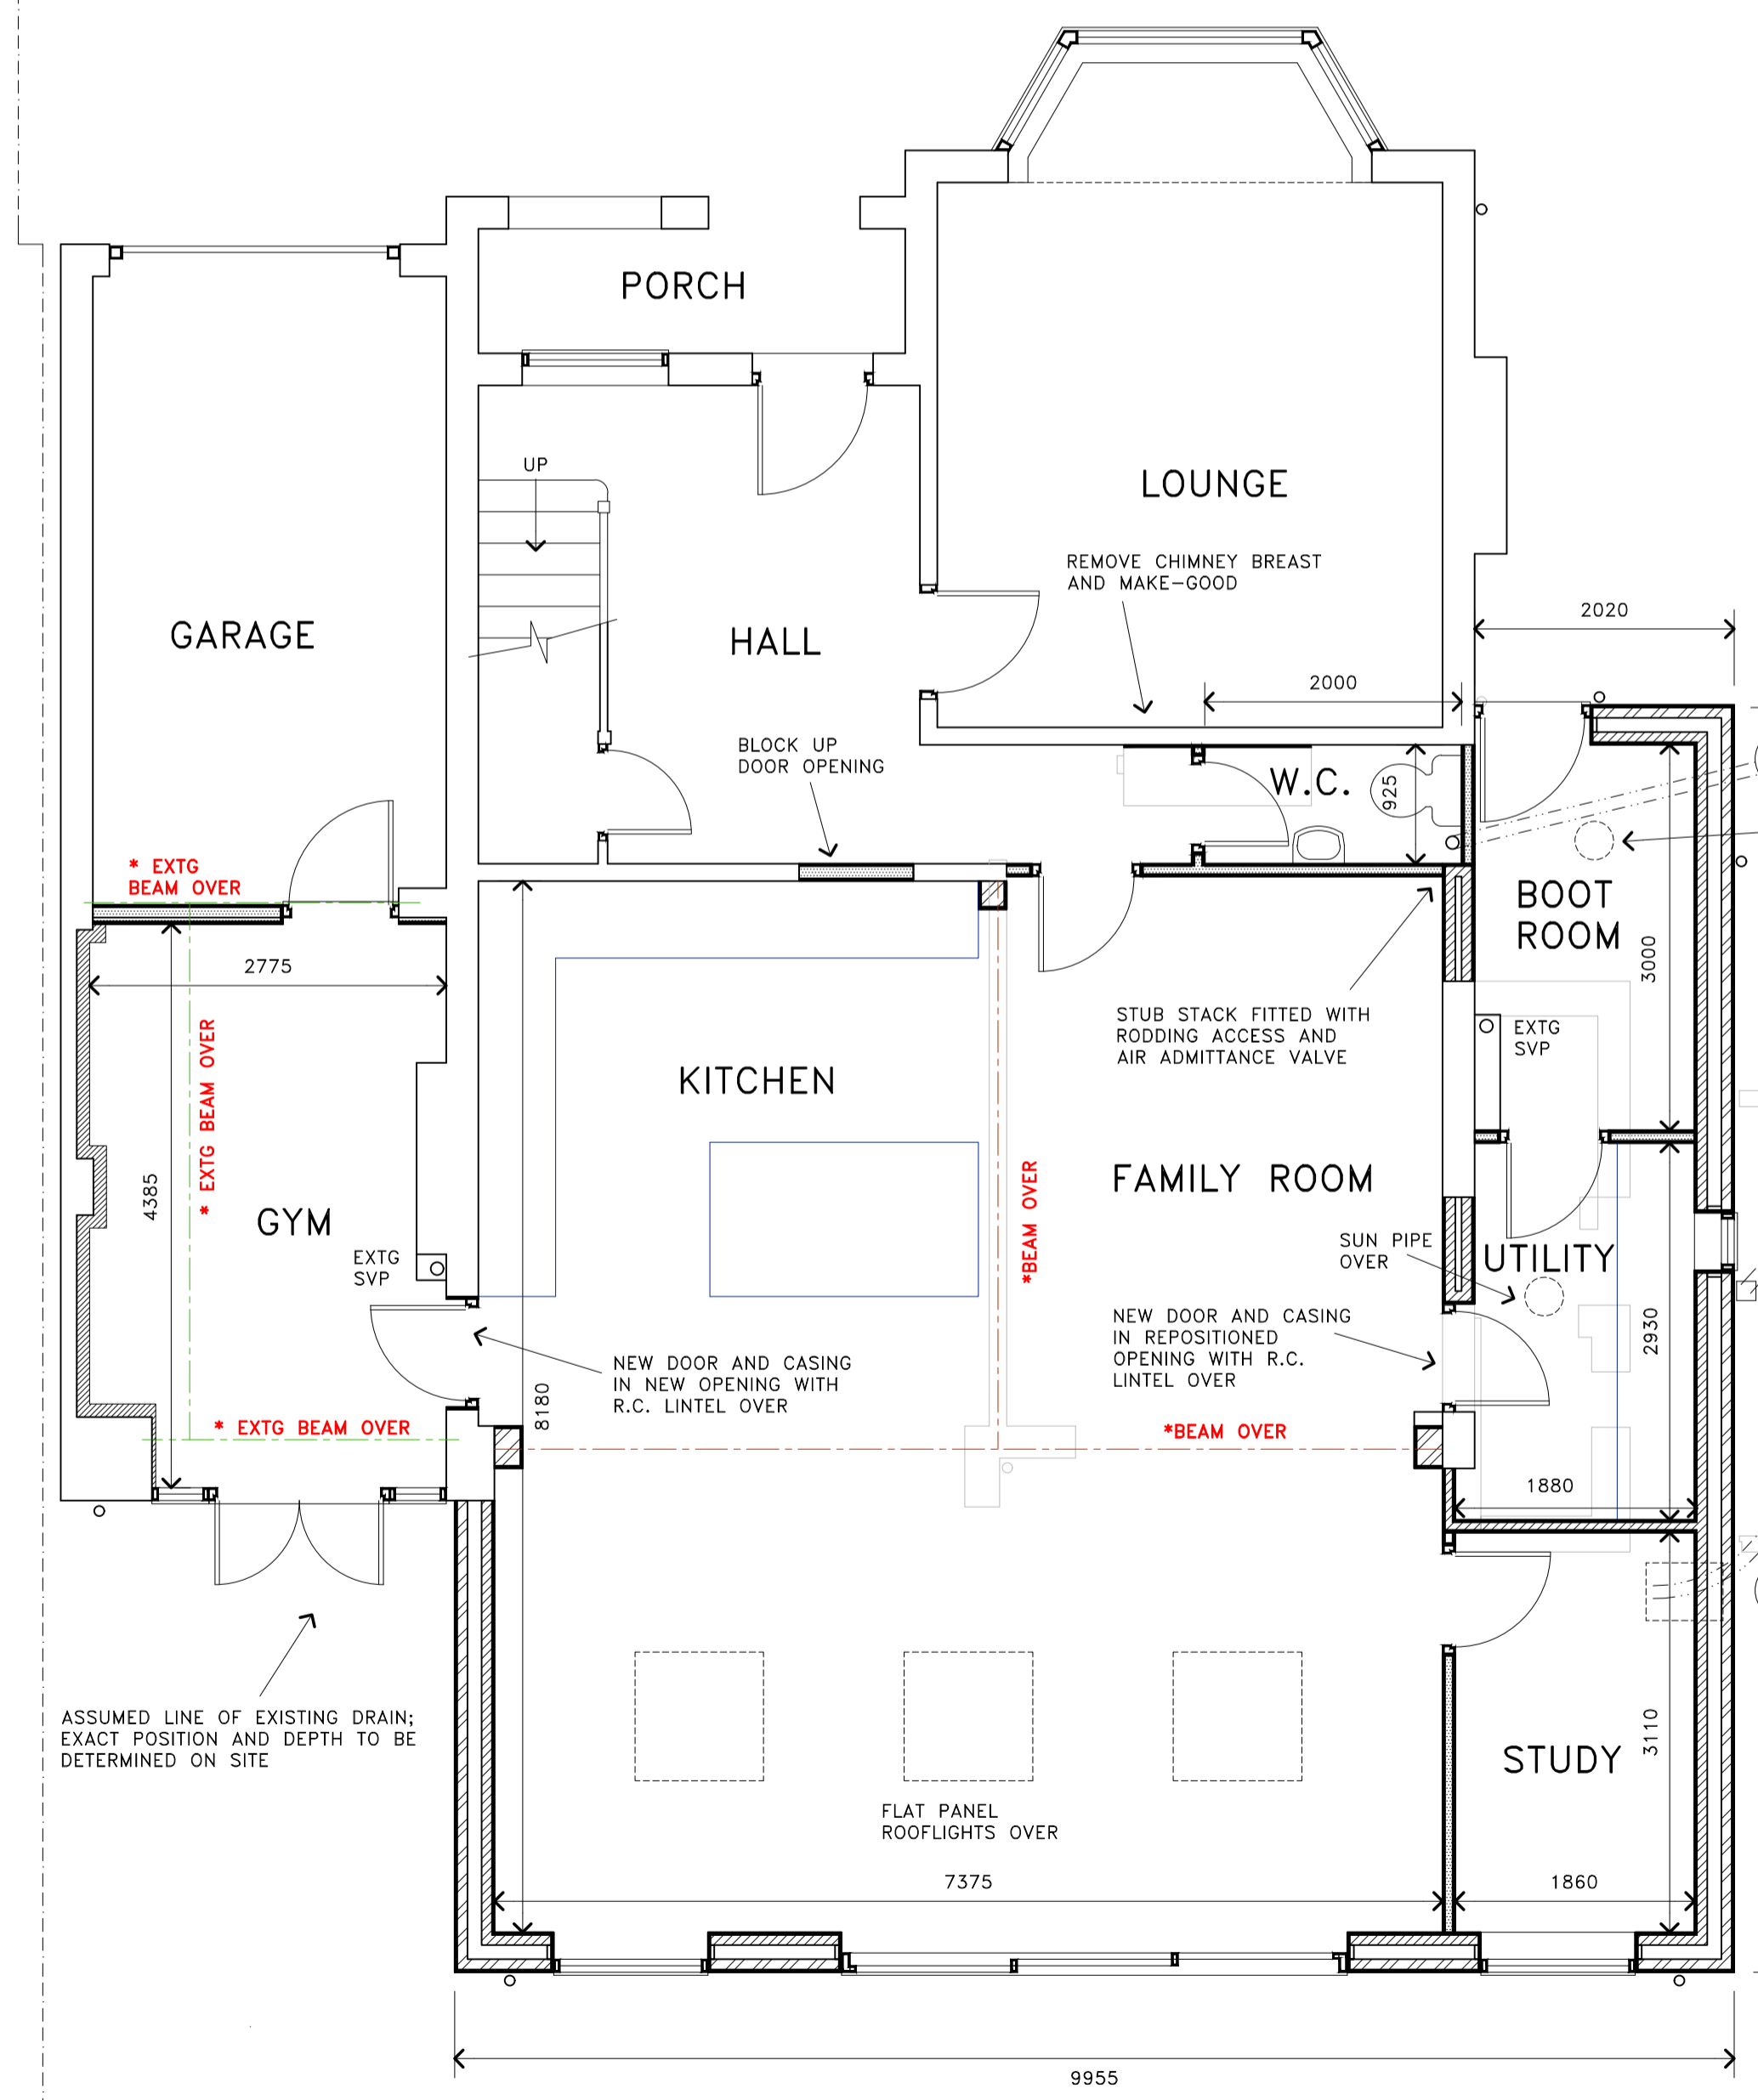 PORCH
UP
LOUNGE
REMOVE CHIMNEY BREAST
AND MAKE-GOOD
2020
GARAGE
HALL
2000
BLOCK UP
DOOR OPENING
W.C.
925
* EXTG
BEAM OVER
BOOT
ROOM
2775
3000
STUB STACK FITTED WITH
RODDING ACCESS AND
AIR ADMITTANCE VALVE
EXTG
SVP
* EXTG BEAM OVER
KITCHEN
*BEAM OVER
FAMILY ROOM
4385
GYM
EXTG
SVP
SUN PIPE
OVER
UTILITY
2930
NEW DOOR AND CASING
IN REPOSITIONED
OPENING WITH R.C.
LINTEL OVER
NEW DOOR AND CASING
IN NEW OPENING WITH
R.C. LINTEL OVER
8180
* EXTG BEAM OVER
*BEAM OVER
1880
ASSUMED LINE OF EXISTING DRAIN;
EXACT POSITION AND DEPTH TO BE
DETERMINED ON SITE
3110
STUDY
FLAT PANEL
ROOFLIGHTS OVER
7375
1860
9955